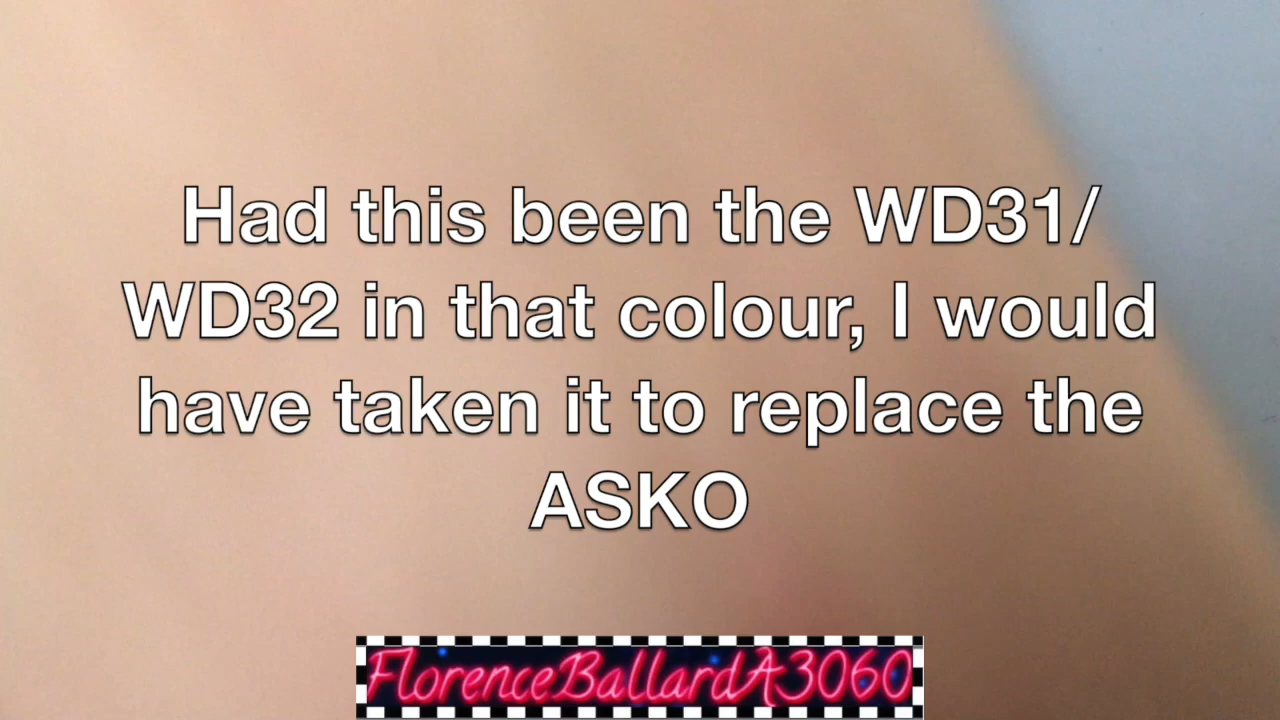 Had this been the WD31/
WD32 in that colour, I would
have taken it to replace the
ASKO
FlorenceBallardA3060